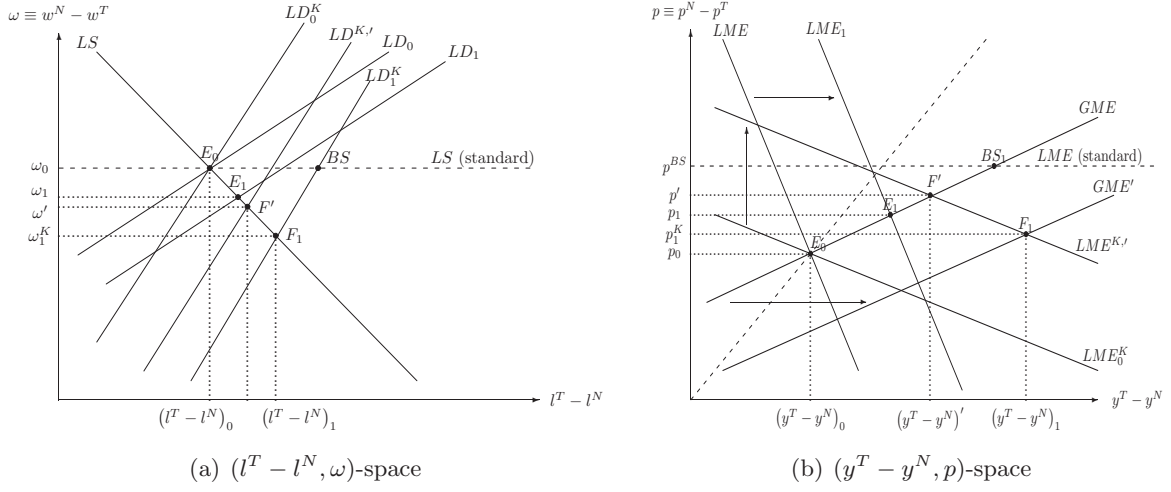 ω ≡ w^N − w^T
LS
LD_0^K
LD^{K,′}
LD_0
LD_1
LD_1^K
E_0
BS
LS (standard)
ω_0
ω_1
ω′
ω_1^K
E_1
F′
F_1
(l^T − l^N)_0
(l^T − l^N)_1
l^T − l^N
(a) (l^T − l^N, ω)-space
p ≡ p^N − p^T
LME
LME_1
GME
p^{BS}
BS_1
LME (standard)
p′
F′
GME′
p_1
E_1
p_1^K
F_1
p_0
E_0′
LME^{K,′}
LME_0^K
(y^T − y^N)_0
(y^T − y^N)′
(y^T − y^N)_1
y^T − y^N
(b) (y^T − y^N, p)-space